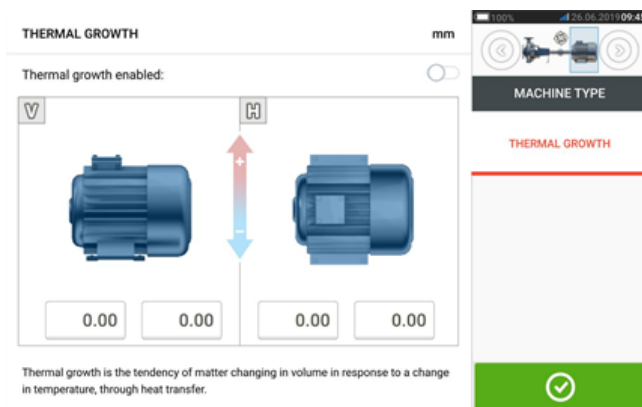 THERMAL GROWTH
mm
Thermal growth enabled:
V
H
+
−
0.00
0.00
0.00
0.00
Thermal growth is the tendency of matter changing in volume in response to a change
in temperature, through heat transfer.
100%
26.06.2019
MACHINE TYPE
THERMAL GROWTH